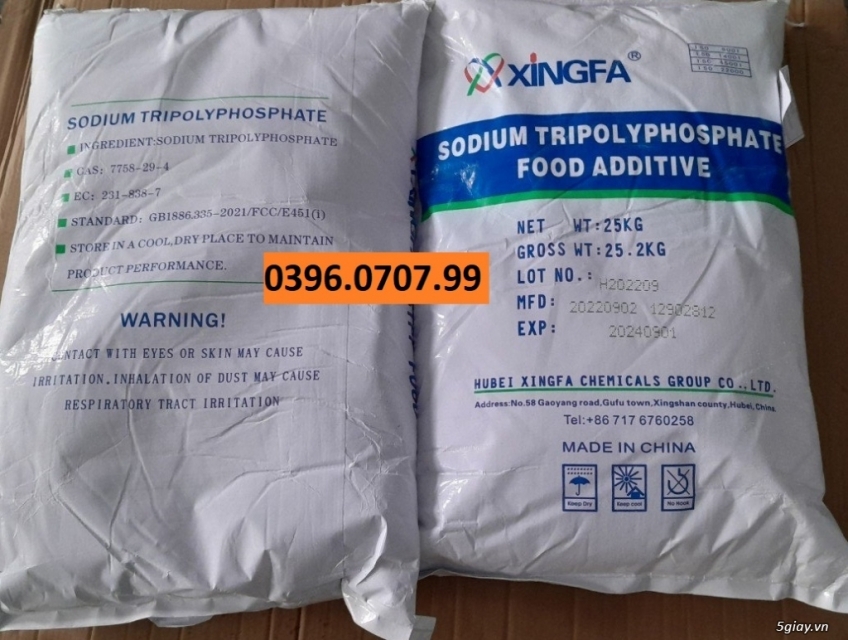 SODIUM TRIPOLYPHOSPHATE
INGREDIENT:SODIUM TRIPOLYPHOSPHATE
CAS: 7758-29-4
EC: 231-838-7
STANDARD: GB1886.335-2021/FCC/E451(i)
STORE IN A COOL,DRY PLACE TO MAINTAIN
PRODUCT PERFORMANCE.
WARNING!
CONTACT WITH EYES OR SKIN MAY CAUSE
IRRITATION.INHALATION OF DUST MAY CAUSE
RESPIRATORY TRACT IRRITATION
0396.0707.99
XINGFA®
SODIUM TRIPOLYPHOSPHATE
FOOD ADDITIVE
NET WT:25KG
GROSS WT:25.2KG
LOT NO.: H202209
MFD: 20220902 12902812
EXP: 20240901
HUBEI XINGFA CHEMICALS GROUP CO.,LTD.
Address:No.58 Gaoyang road,Gufu town,Xingshan county,Hubei,China
Tel:+86 717 6760258
MADE IN CHINA
Keep Dry
Keep cool
No Hook
5giay.vn